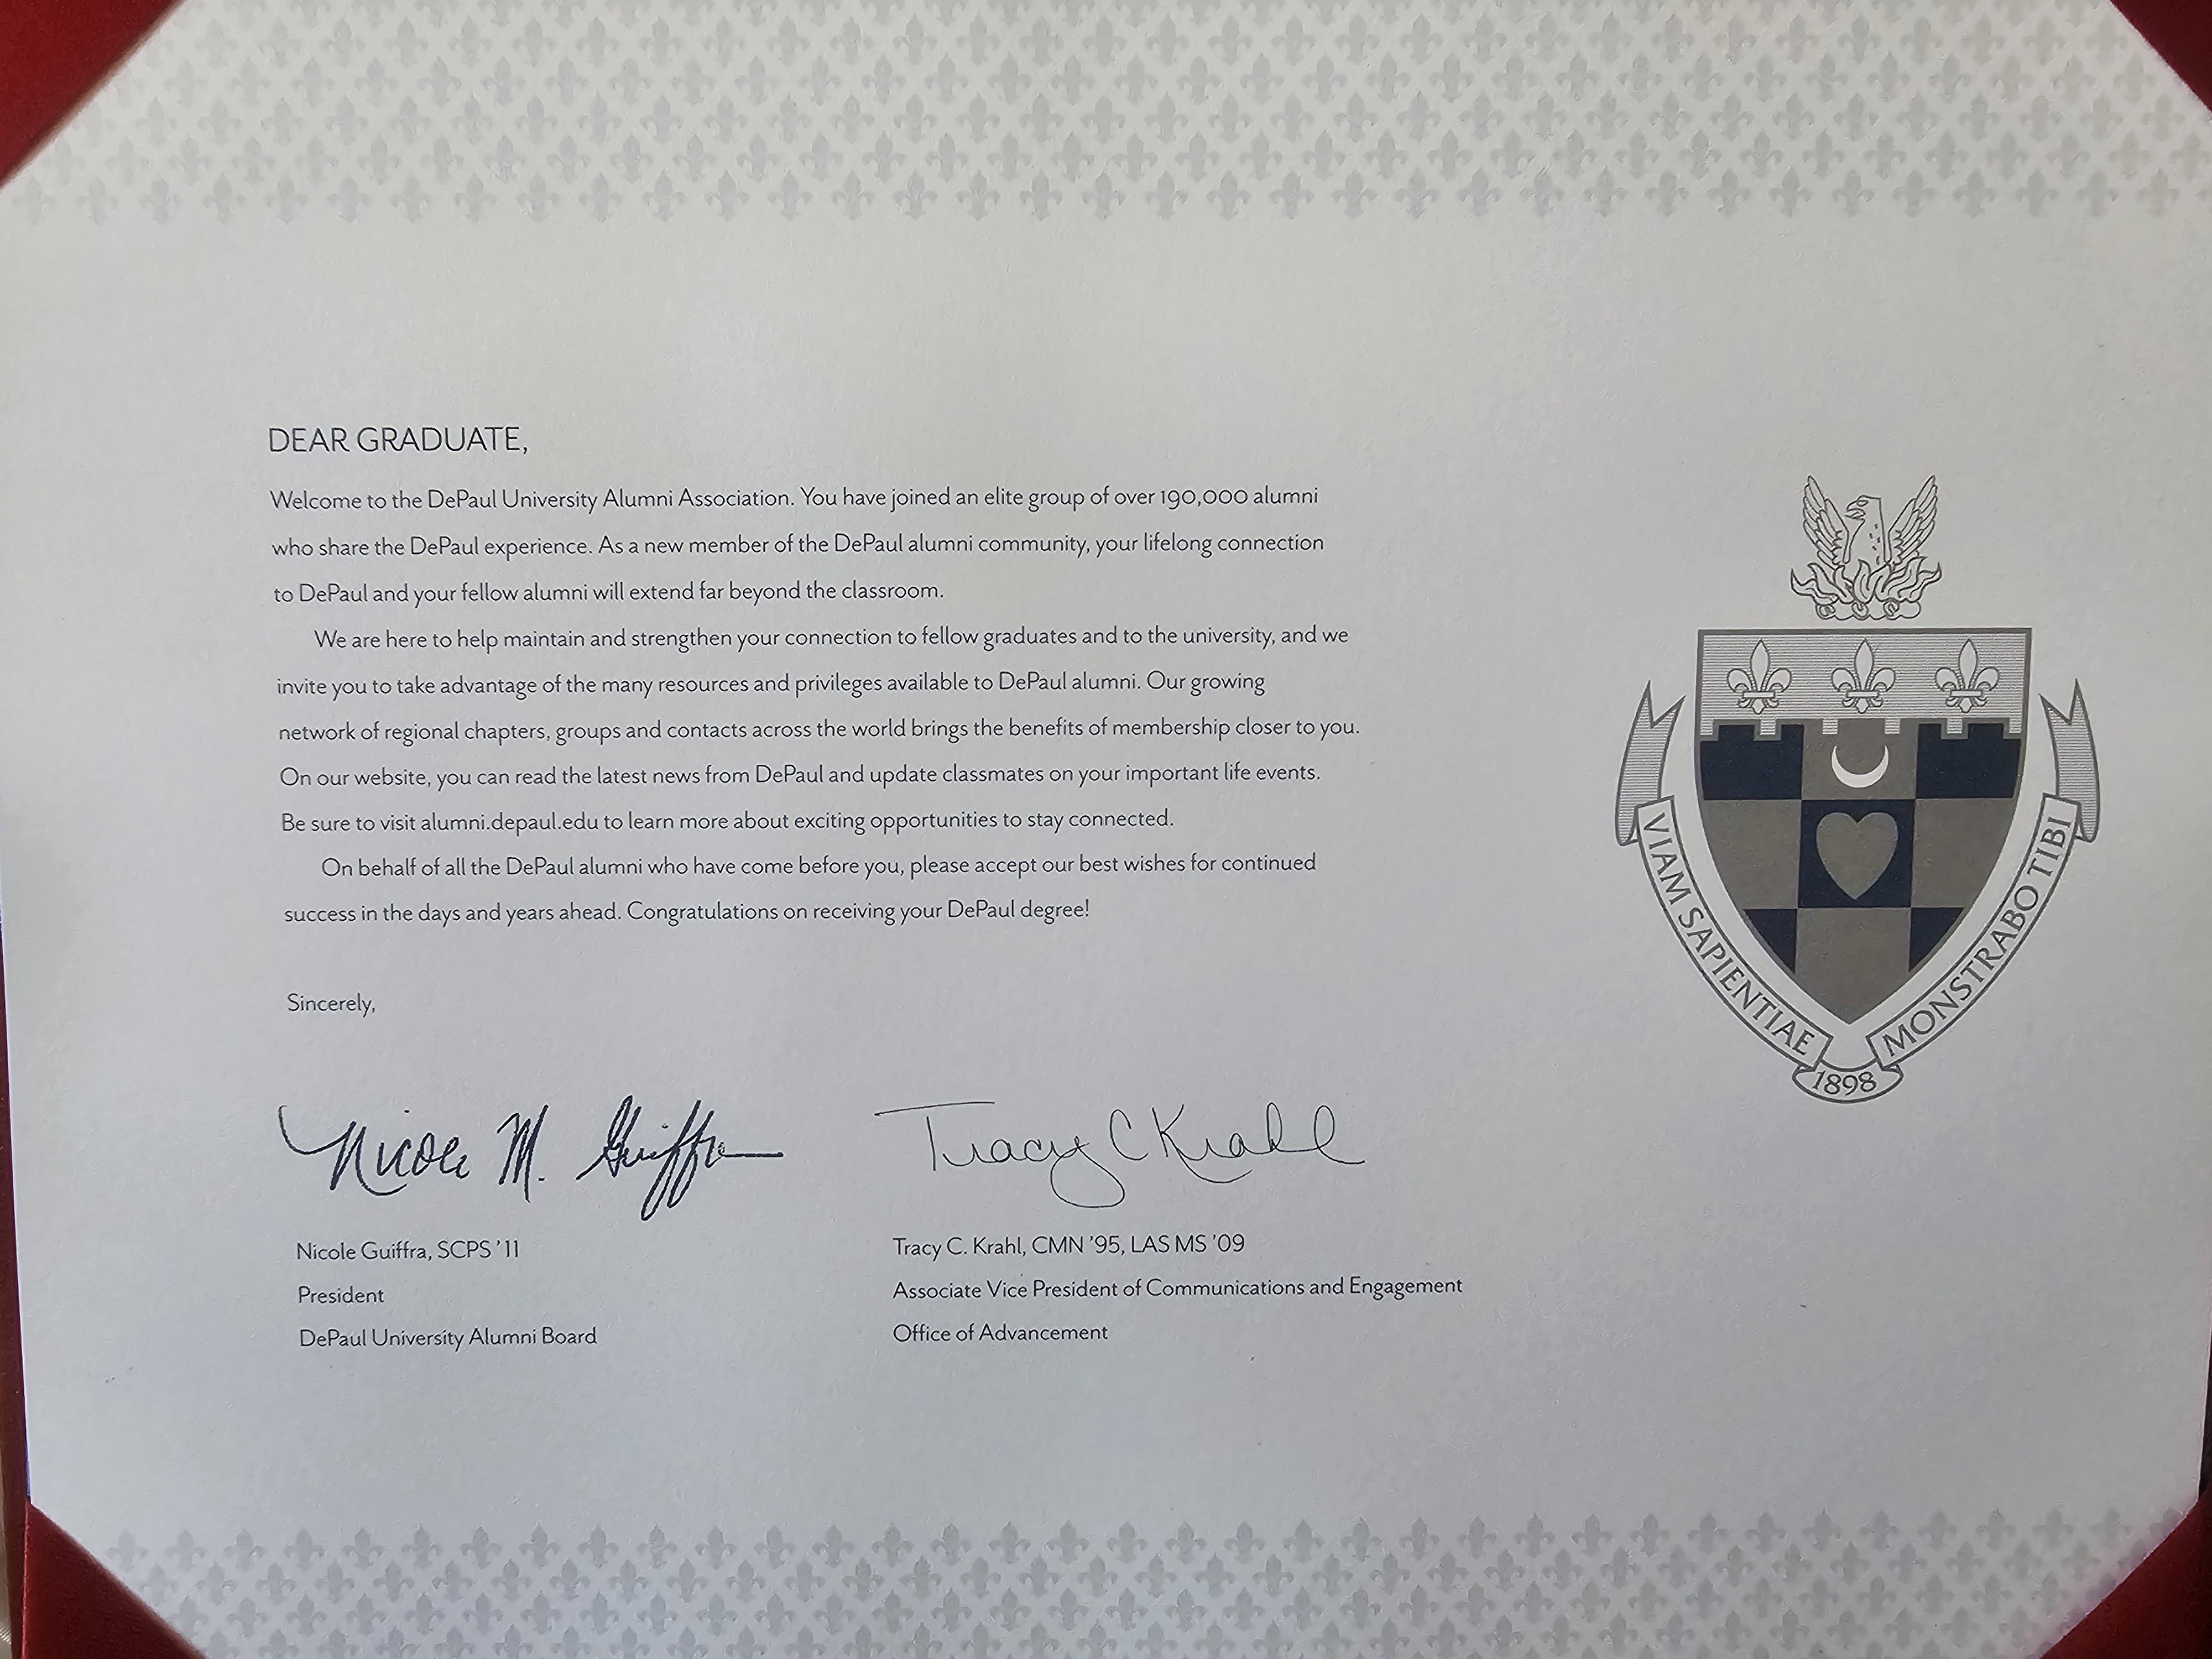 DEAR GRADUATE,
Welcome to the DePaul University Alumni Association. You have joined an elite group of over 190,000 alumni
who share the DePaul experience. As a new member of the DePaul alumni community, your lifelong connection
to DePaul and your fellow alumni will extend far beyond the classroom.
We are here to help maintain and strengthen your connection to fellow graduates and to the university, and we
invite you to take advantage of the many resources and privileges available to DePaul alumni. Our growing
network of regional chapters, groups and contacts across the world brings the benefits of membership closer to you.
On our website, you can read the latest news from DePaul and update classmates on your important life events.
Be sure to visit alumni.depaul.edu to learn more about exciting opportunities to stay connected.
On behalf of all the DePaul alumni who have come before you, please accept our best wishes for continued
success in the days and years ahead. Congratulations on receiving your DePaul degree!
Sincerely,
Nicole M. Guiffra
Nicole Guiffra, SCPS '11
President
DePaul University Alumni Board
Tracy C Krahl
Tracy C. Krahl, CMN '95, LAS MS '09
Associate Vice President of Communications and Engagement
Office of Advancement
VIAM SAPIENTIAE
MONSTRABO TIBI
1898